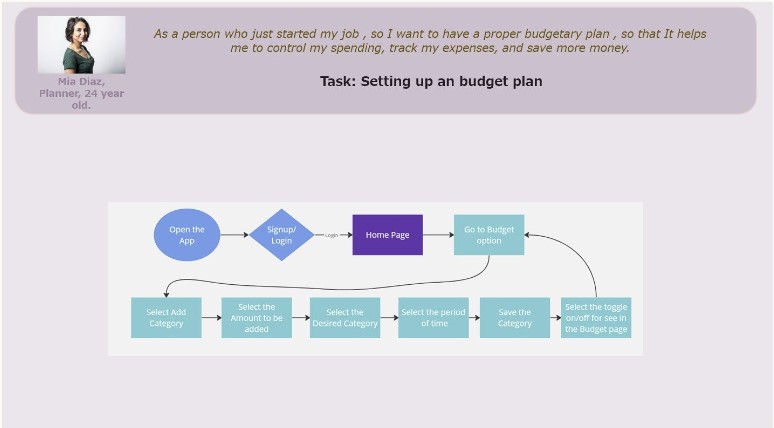 As a person who just started my job , so I want to have a proper budgetary plan , so that It helps
me to control my spending, track my expenses, and save more money.
Mia Diaz,
Planner, 24 year
old.
Task: Setting up an budget plan
Open the
App
Signup/
Login
Login
Home Page
Go to Budget
option
Select Add
Category
Select the
Amount to be
added
Select the
Desired Category
Select the period
of time
Save the
Category
Select the toggle
on/off for see in
the Budget page